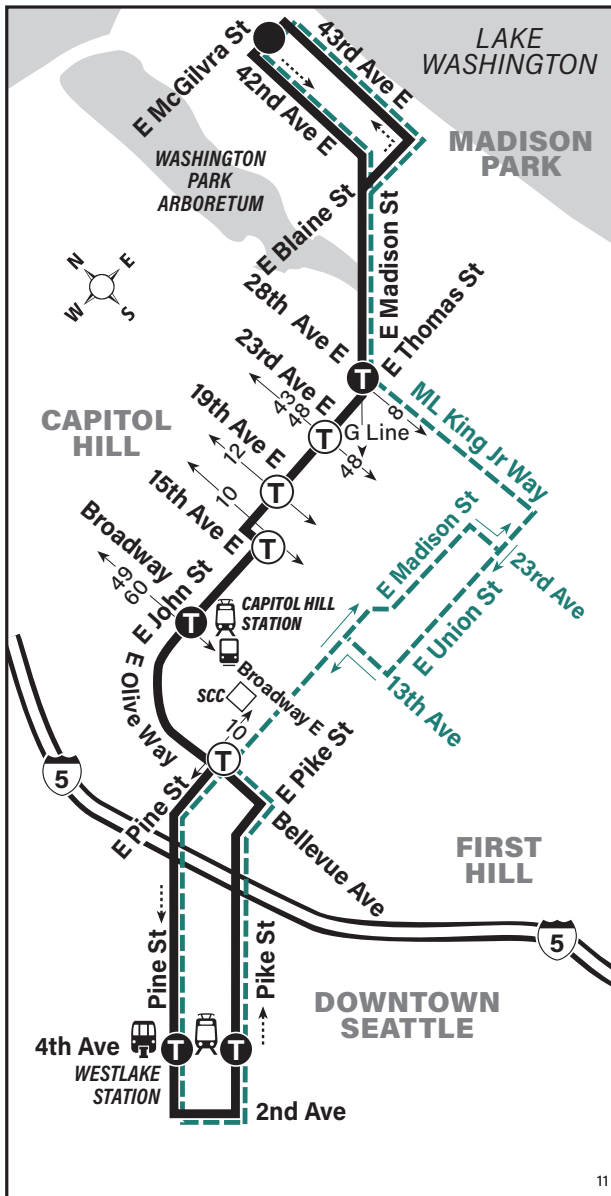 E McGilvra St
43rd Ave E
LAKE
WASHINGTON
42nd Ave E
MADISON
PARK
WASHINGTON
PARK
ARBORETUM
E Blaine St
E Madison St
N
E
W
S
28th Ave E
E Thomas St
23rd Ave E
43
48
8
G Line
ML King Jr Way
CAPITOL
HILL
19th Ave E
12
T
T
48
15th Ave E
10
T
T
E Madison St
23rd Ave
Broadway
49
60
E John St
T
CAPITOL HILL
STATION
E Union St
E Olive Way
SCC
Broadway E
10
13th Ave
T
E Pike St
5
E Pine St
Bellevue Ave
FIRST
HILL
5
Pine St
Pike St
DOWNTOWN
SEATTLE
4th Ave
T
T
WESTLAKE
STATION
2nd Ave
11